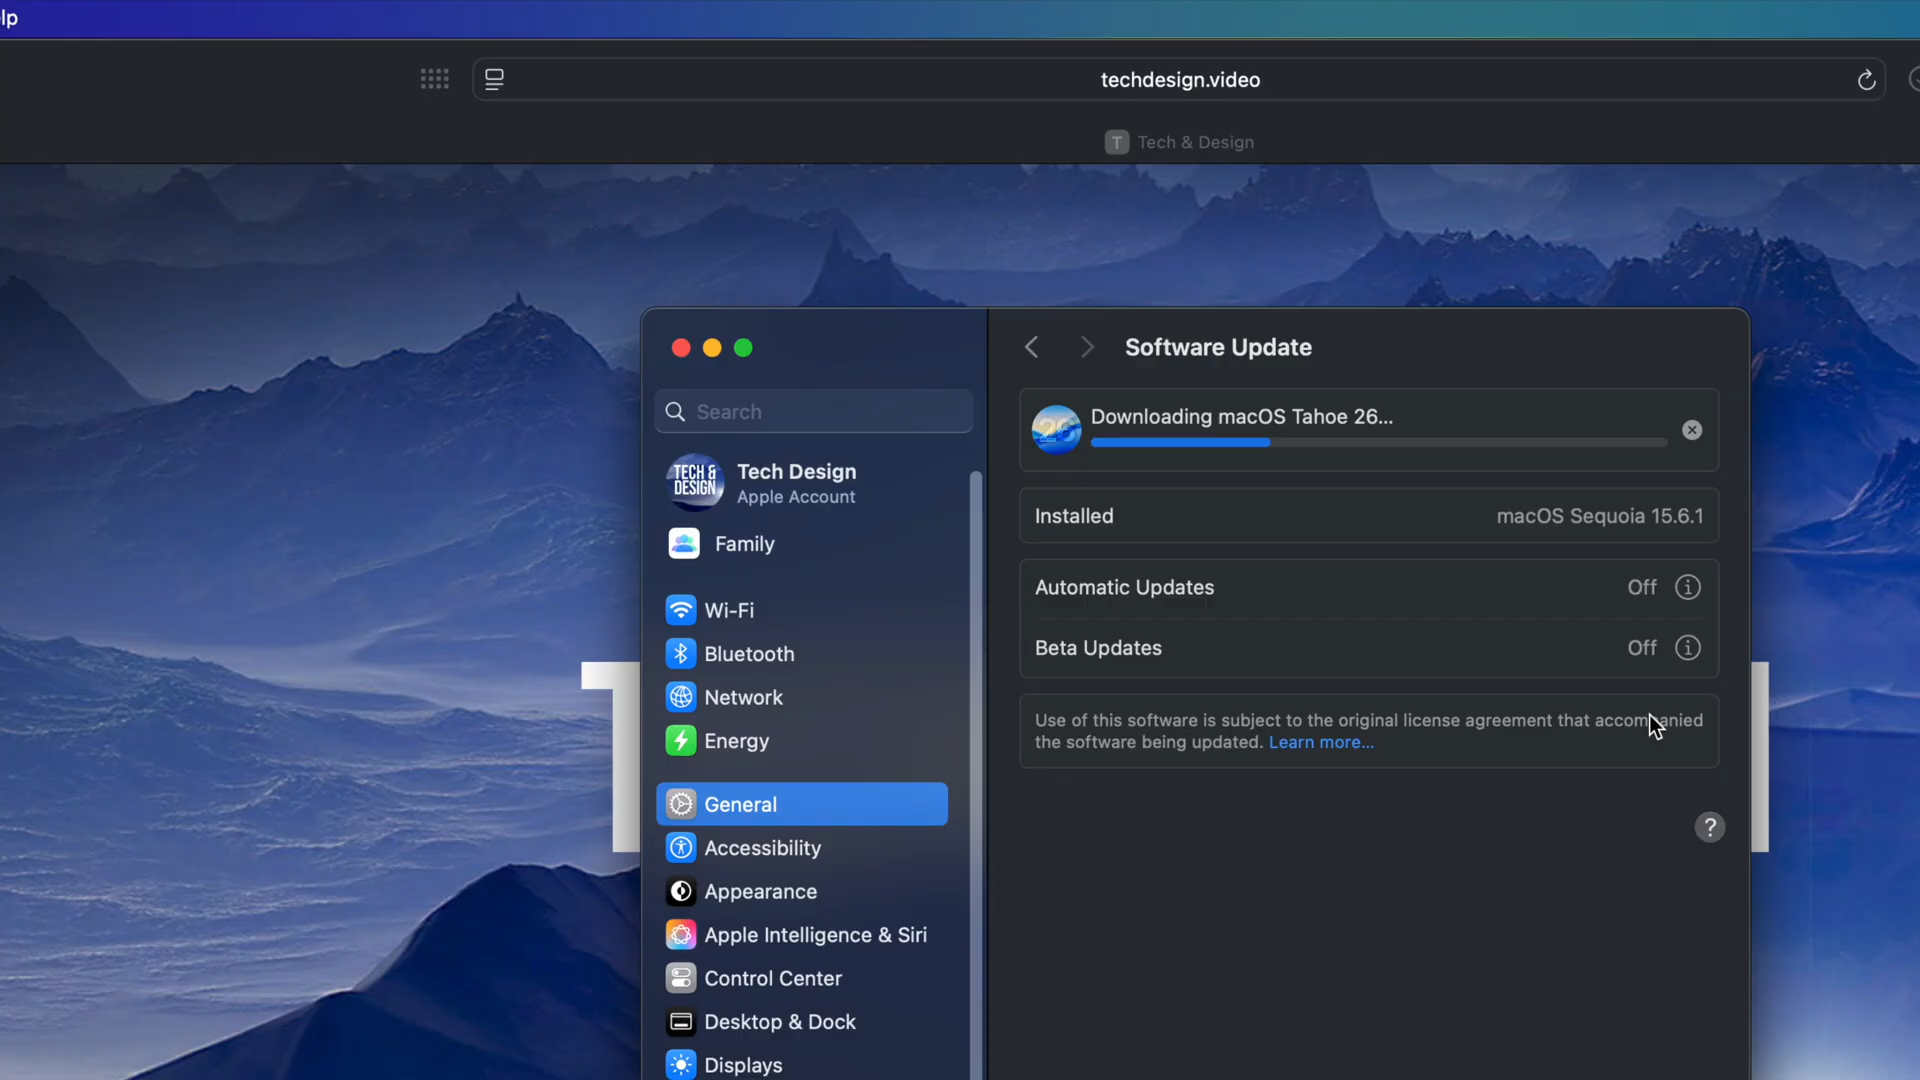 lp
techdesign.video
T Tech & Design
Software Update
Search
Downloading macOS Tahoe 26...
26
TECH &
DESIGN
Tech Design
Apple Account
Installed
macOS Sequoia 15.6.1
Family
Automatic Updates
Off
Wi-Fi
Beta Updates
Off
Bluetooth
Network
Use of this software is subject to the original license agreement that accompanied
the software being updated. Learn more...
Energy
General
?
Accessibility
Appearance
Apple Intelligence & Siri
Control Center
Desktop & Dock
Displays
T